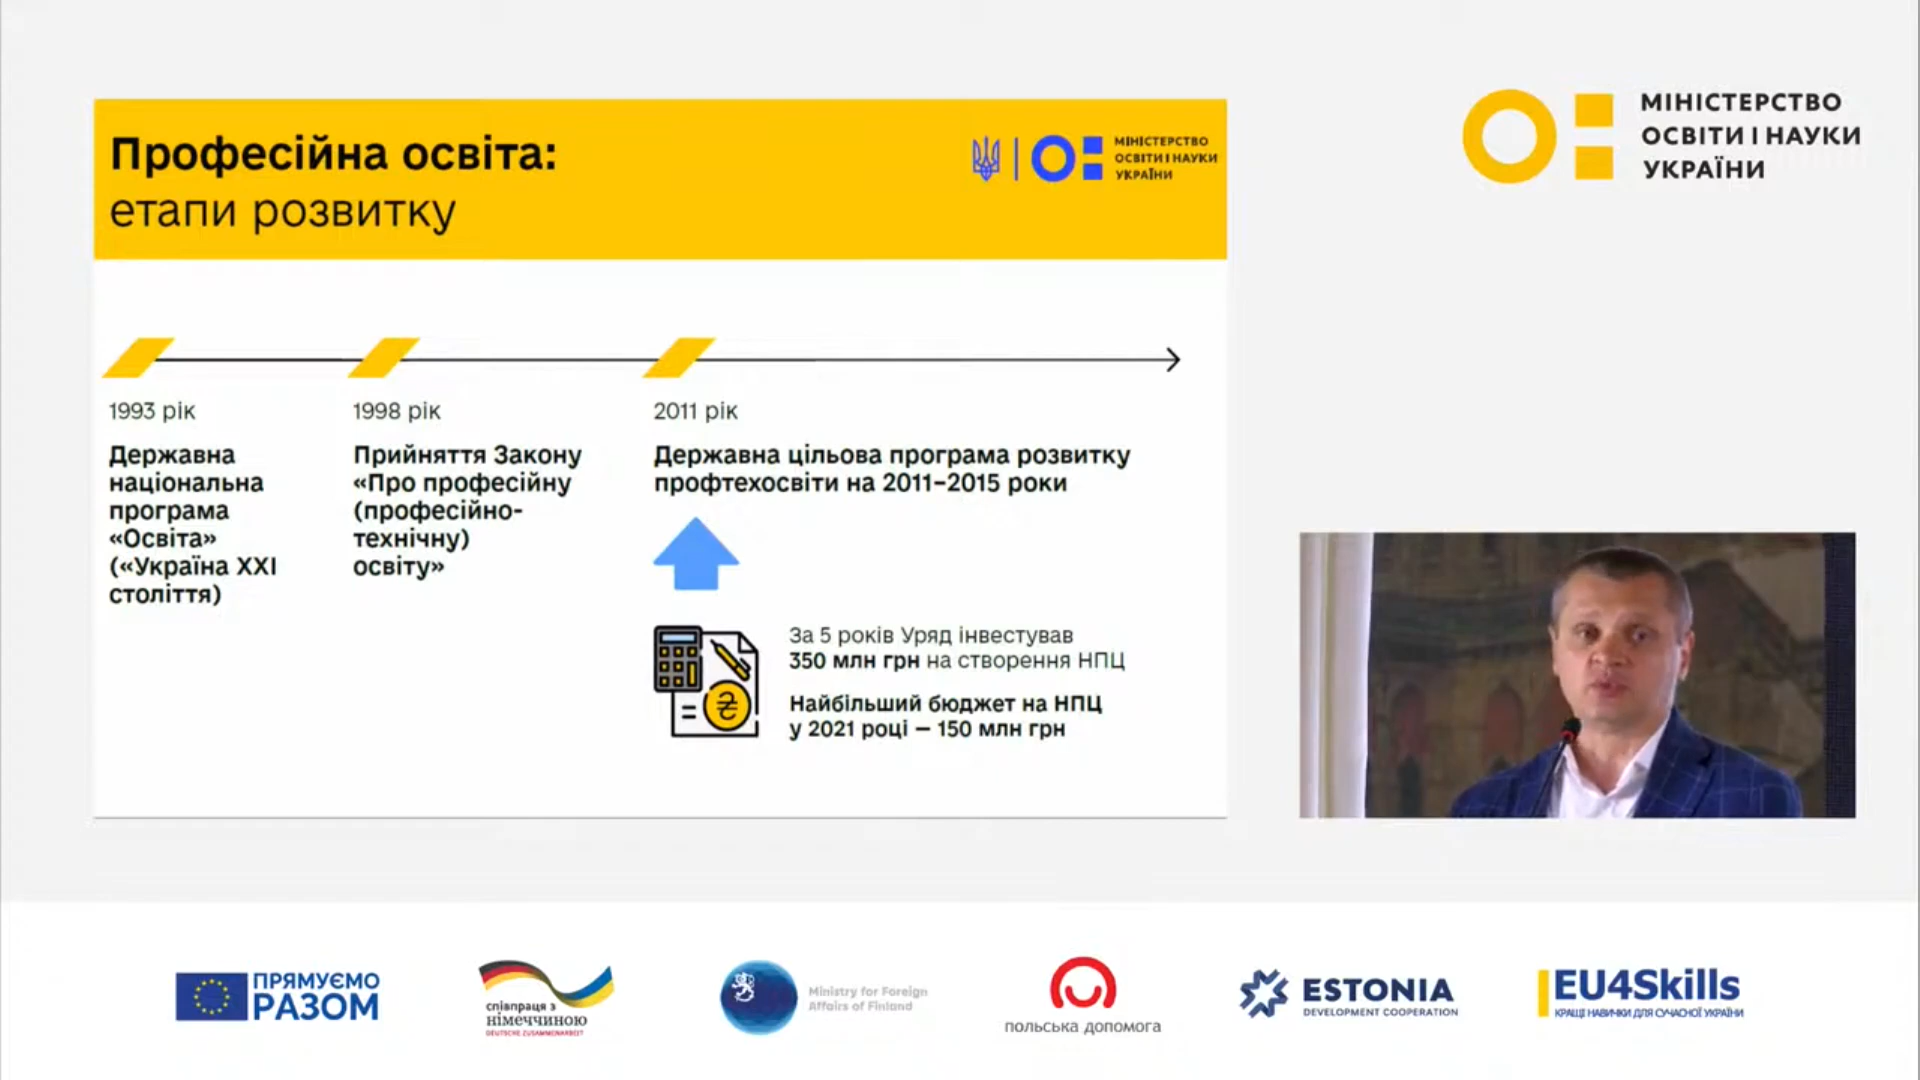 Професійна освіта:
етапи розвитку
МІНІСТЕРСТВО
ОСВІТИ І НАУКИ
УКРАЇНИ
МІНІСТЕРСТВО
ОСВІТИ І НАУКИ
УКРАЇНИ
1993 рік
Державна
національна
програма
«Освіта»
(«Україна XXI
століття)
1998 рік
Прийняття Закону
«Про професійну
(професійно-
технічну)
освіту»
2011 рік
Державна цільова програма розвитку
профтехосвіти на 2011–2015 роки
За 5 років Уряд інвестував
350 млн грн на створення НПЦ
Найбільший бюджет на НПЦ
у 2021 році — 150 млн грн
ПРЯМУЄМО
РАЗОМ
співпраця з
німеччиною
DEUTSCHE ZUSAMMENARBEIT
Ministry for Foreign
Affairs of Finland
польська допомога
ESTONIA
DEVELOPMENT COOPERATION
EU4Skills
КРАЩІ НАВИЧКИ ДЛЯ СУЧАСНОЇ УКРАЇНИ